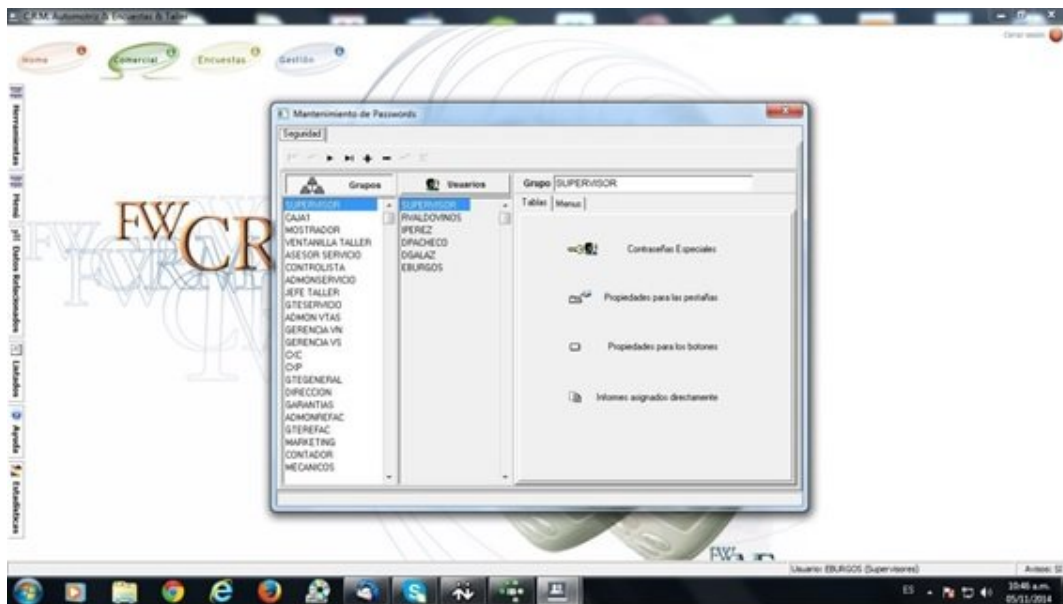 C.R.M. Automotriz & Encuestas & Taller
Cerrar sesión
Home
Comercial
Encuestas
Gestión
Herramientas
Menú
Datos Relacionados
Listados
Ayuda
Estadísticas
FWCR
Mantenimiento de Passwords
Seguridad
Grupos
Usuarios
Grupo SUPERVISOR
Tablas
Menus
SUPERVISOR
CAJA1
MOSTRADOR
VENTANILLA TALLER
ASESOR SERVICIO
CONTROLISTA
ADMONSERVICIO
JEFE TALLER
GTESERVICIO
ADMON VTAS
GERENCIA VN
GERENCIA VS
CXC
CXP
GTEGENERAL
DIRECCION
GARANTIAS
ADMONREFAC
GTEREFAC
MARKETING
CONTADOR
MECANICOS
SUPERVISOR
RVALDOVINOS
IPEREZ
DPACHECO
DGALAZ
EBURGOS
Contraseñas Especiales
Propiedades para las pestañas
Propiedades para los botones
Informes asignados directamente
Usuario: EBURGOS (Supervisores)
Avisos: SI
ES
10:46 a.m.
05/11/2014